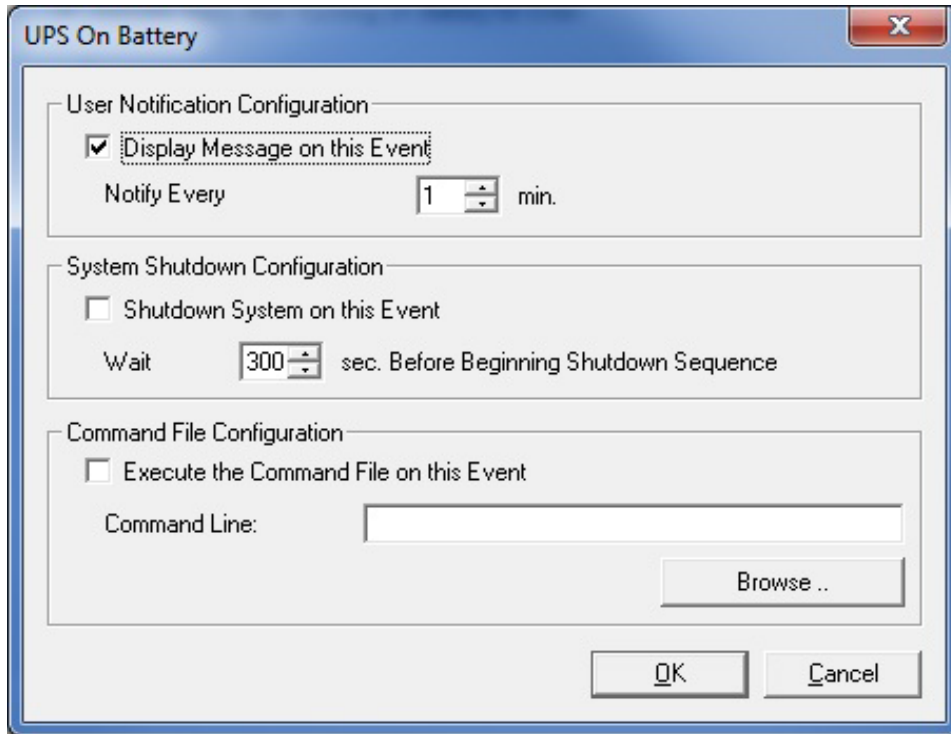 UPS On Battery
User Notification Configuration
Display Message on this Event
Notify Every 1 min.
System Shutdown Configuration
Shutdown System on this Event
Wait 300 sec. Before Beginning Shutdown Sequence
Command File Configuration
Execute the Command File on this Event
Command Line:
Browse ..
OK Cancel